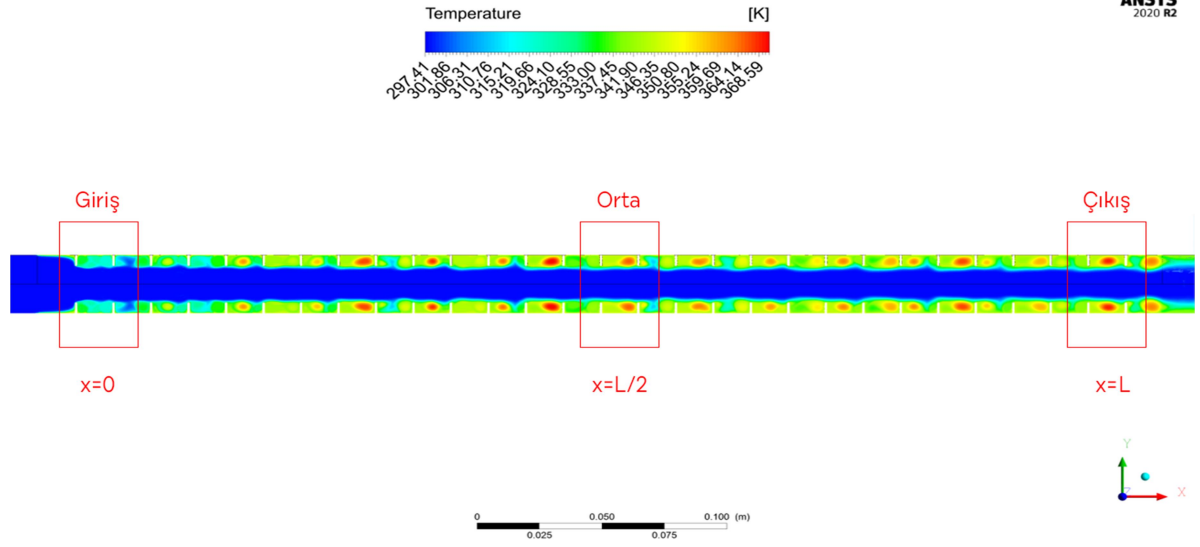 ANSYS
2020 R2
Temperature [K]
297.41 301.86 306.31 310.76 315.21 319.66 324.10 328.55 333.00 337.45 341.90 346.35 350.80 355.24 359.69 364.14 368.59
Giriş Orta Çıkış
x=0 x=L/2 x=L
Y
Z X
0 0.050 0.100 (m)
0.025 0.075